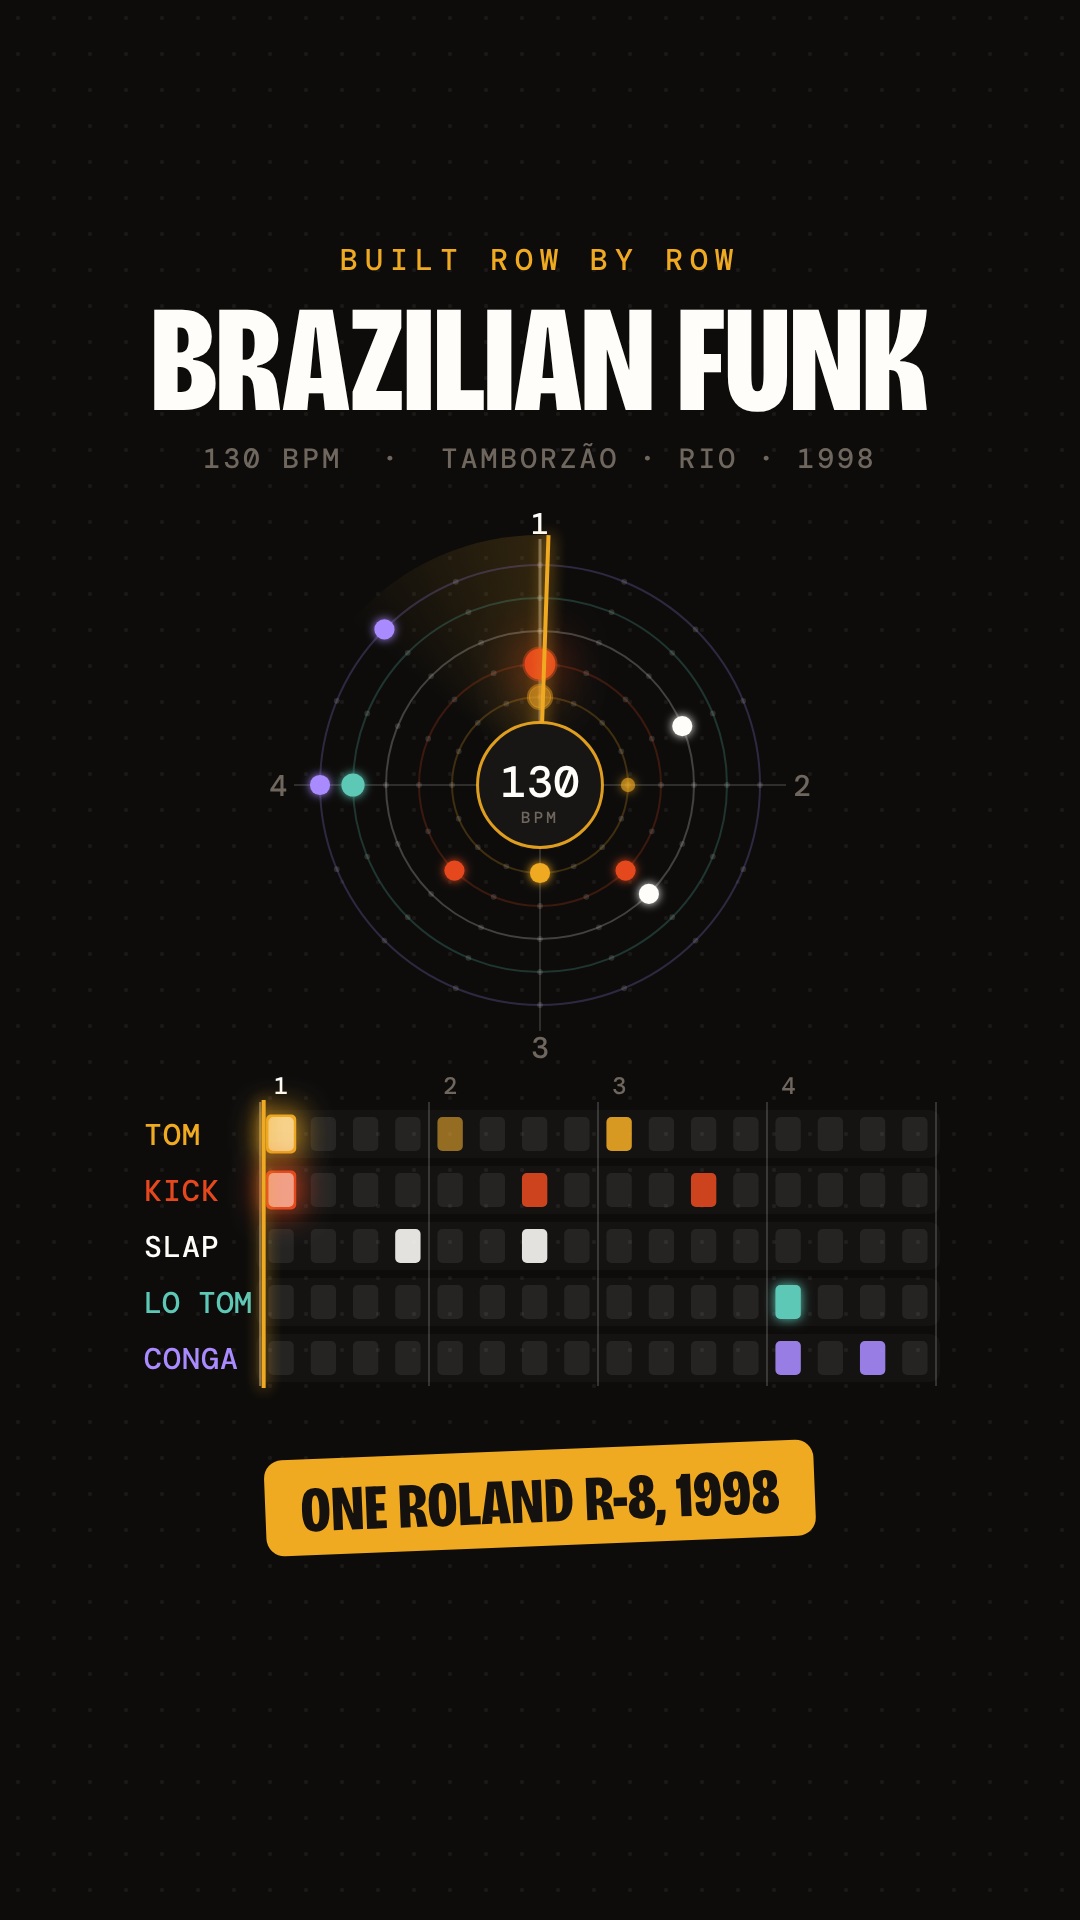 BUILT ROW BY ROW
BRAZILIAN FUNK
130 BPM · TAMBORZÃO · RIO · 1998
1
4
130
BPM
2
3
1 2 3 4
TOM
KICK
SLAP
LO TOM
CONGA
ONE ROLAND R-8, 1998